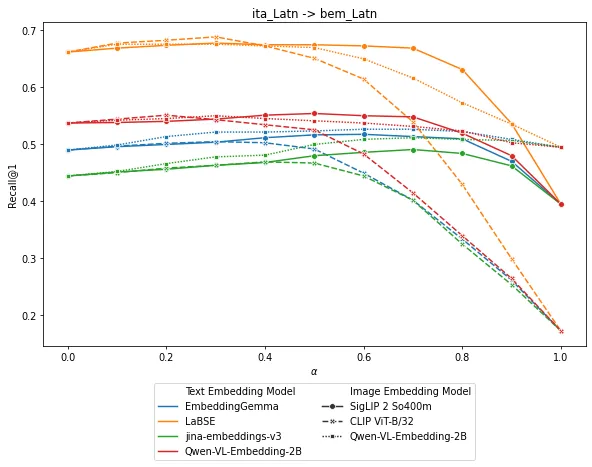 ita_Latn -> bem_Latn
Recall@1
0.7
0.6
0.5
0.4
0.3
0.2
0.0 0.2 0.4 0.6 0.8 1.0
α
Text Embedding Model Image Embedding Model
EmbeddingGemma SigLIP 2 So400m
LaBSE CLIP ViT-B/32
jina-embeddings-v3 Qwen-VL-Embedding-2B
Qwen-VL-Embedding-2B